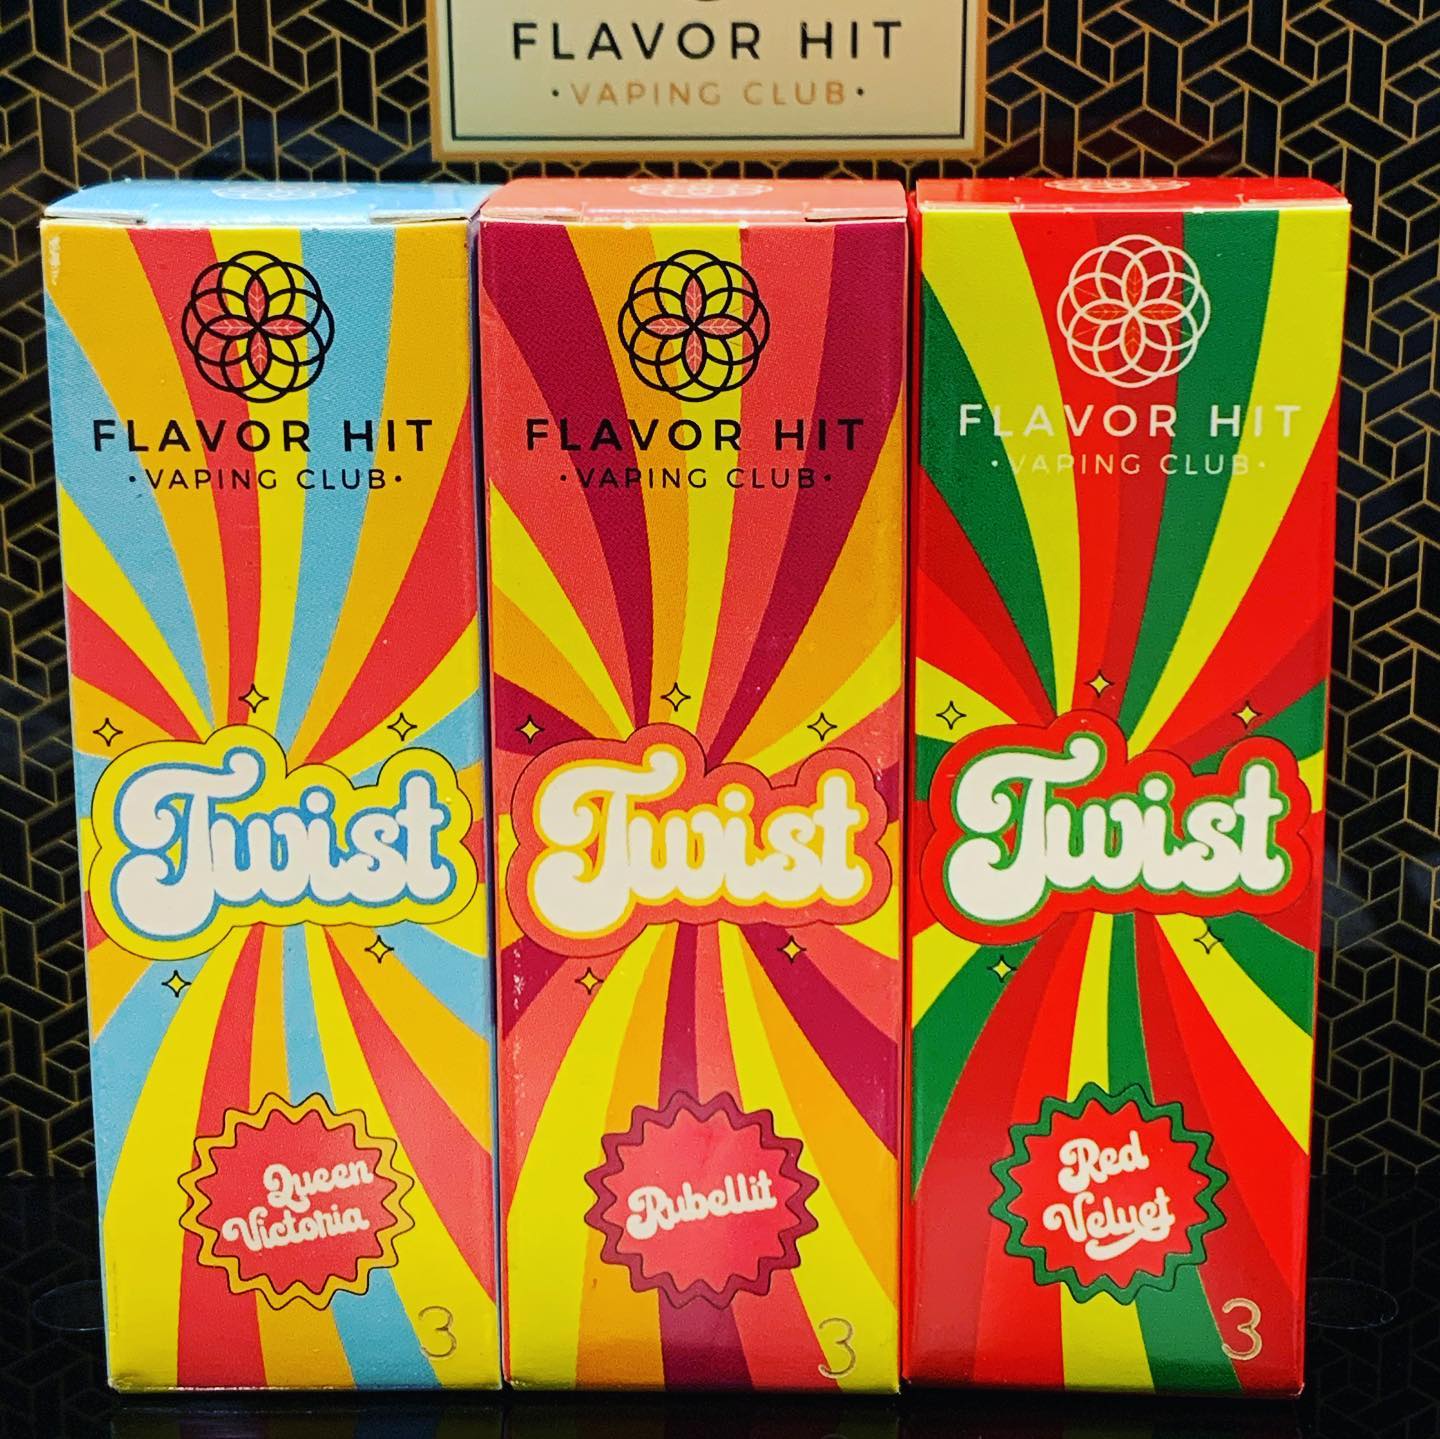 FLAVOR HIT
•VAPING CLUB•
FLAVOR HIT
•VAPING CLUB•
Twist
Queen
Victoria
3
FLAVOR HIT
•VAPING CLUB•
Twist
Rubellit
3
FLAVOR HIT
•VAPING CLUB•
Twist
Red
Velvet
3